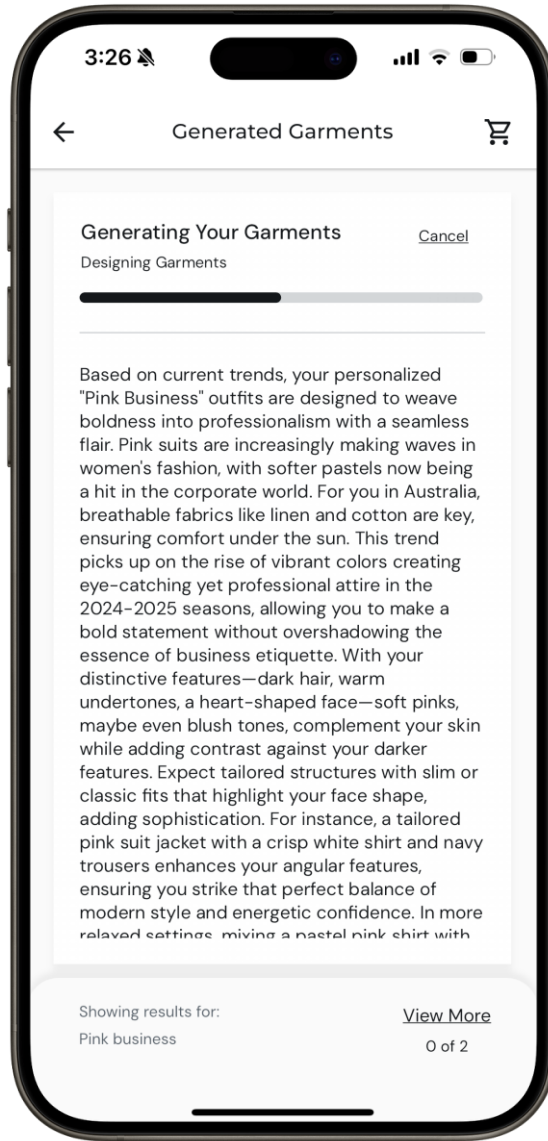 3:26
Generated Garments
Generating Your Garments
Cancel
Designing Garments
Based on current trends, your personalized
"Pink Business" outfits are designed to weave
boldness into professionalism with a seamless
flair. Pink suits are increasingly making waves in
women's fashion, with softer pastels now being
a hit in the corporate world. For you in Australia,
breathable fabrics like linen and cotton are key,
ensuring comfort under the sun. This trend
picks up on the rise of vibrant colors creating
eye-catching yet professional attire in the
2024-2025 seasons, allowing you to make a
bold statement without overshadowing the
essence of business etiquette. With your
distinctive features—dark hair, warm
undertones, a heart-shaped face—soft pinks,
maybe even blush tones, complement your skin
while adding contrast against your darker
features. Expect tailored structures with slim or
classic fits that highlight your face shape,
adding sophistication. For instance, a tailored
pink suit jacket with a crisp white shirt and navy
trousers enhances your angular features,
ensuring you strike that perfect balance of
modern style and energetic confidence. In more
relaxed settings, mixing a pastel pink shirt with
Showing results for:
View More
Pink business
0 of 2